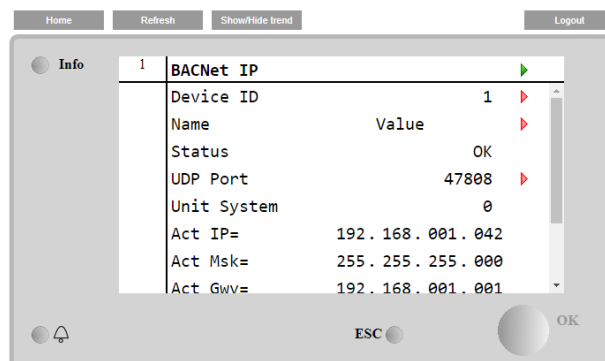 Home Refresh Show/Hide trend Logout
Info 1 BACNet IP
Device ID 1
Name Value
Status OK
UDP Port 47808
Unit System 0
Act IP= 192.168.001.042
Act Msk= 255.255.255.000
Act Gwy= 192.168.001.001
ESC OK